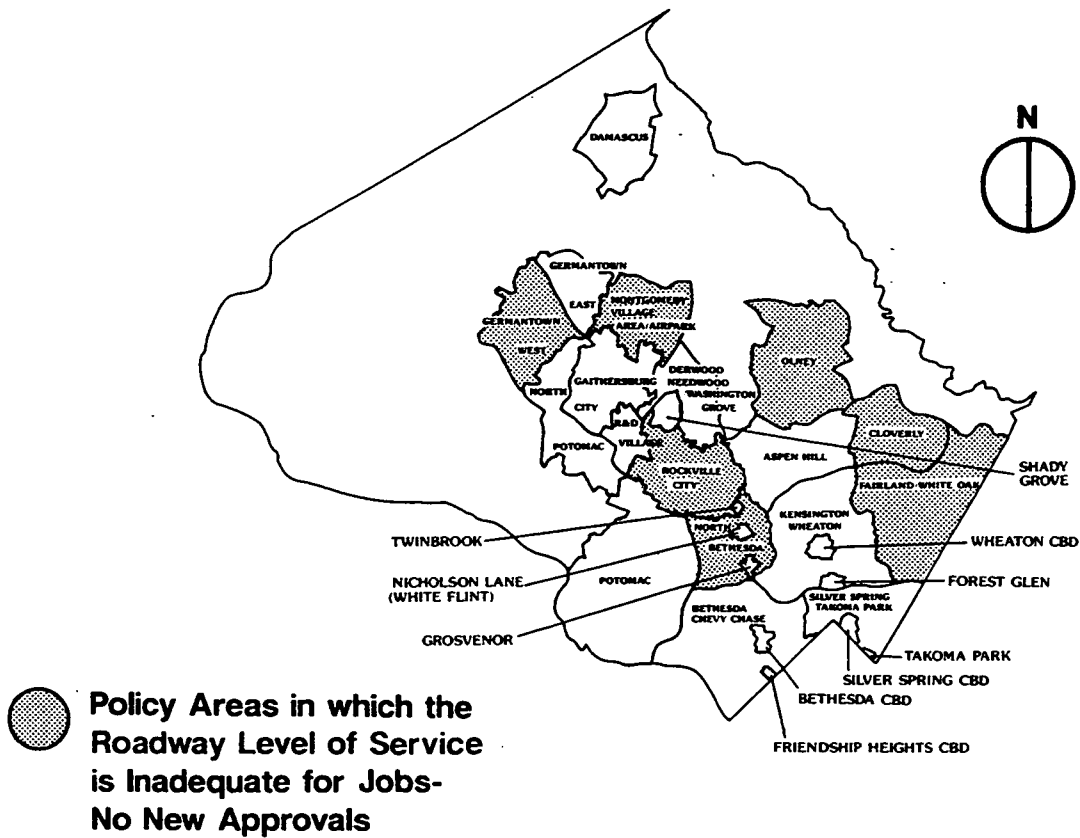 N
DAMASCUS
GERMANTOWN
EAST
MONTGOMERY
VILLAGE
AREA/AIRPARK
GERMANTOWN
WEST
OLNEY
DERWOOD
NEEDWOOD
WASHINGTON
GROVE
NORTH
POTOMAC
GAITHERSBURG
CITY
R&D
VILLAGE
CLOVERLY
ASPEN HILL
ROCKVILLE
CITY
FAIRLAND-WHITE OAK
SHADY
GROVE
KENSINGTON
WHEATON
NORTH
BETHESDA
TWINBROOK
WHEATON CBD
POTOMAC
NICHOLSON LANE
(WHITE FLINT)
FOREST GLEN
SILVER SPRING
TAKOMA PARK
BETHESDA
CHEVY CHASE
GROSVENOR
TAKOMA PARK
SILVER SPRING CBD
BETHESDA CBD
FRIENDSHIP HEIGHTS CBD
Policy Areas in which the
Roadway Level of Service
is Inadequate for Jobs-
No New Approvals